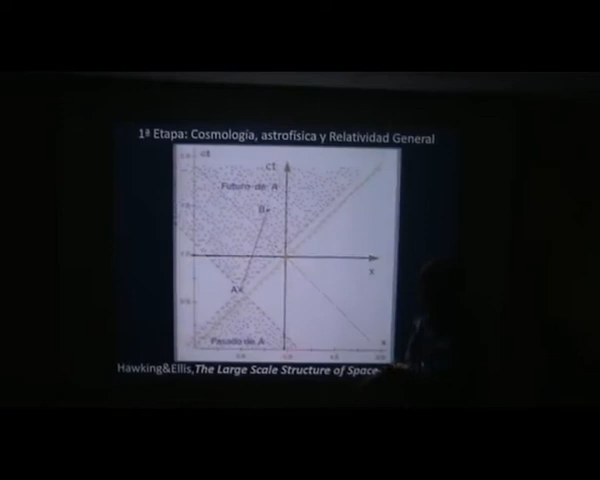 1ª Etapa: Cosmología, astrofísica y Relatividad General
ct
ct
Futuro de A
B
x
A
x
Pasado de A
Hawking&Ellis,The Large Scale Structure of Space